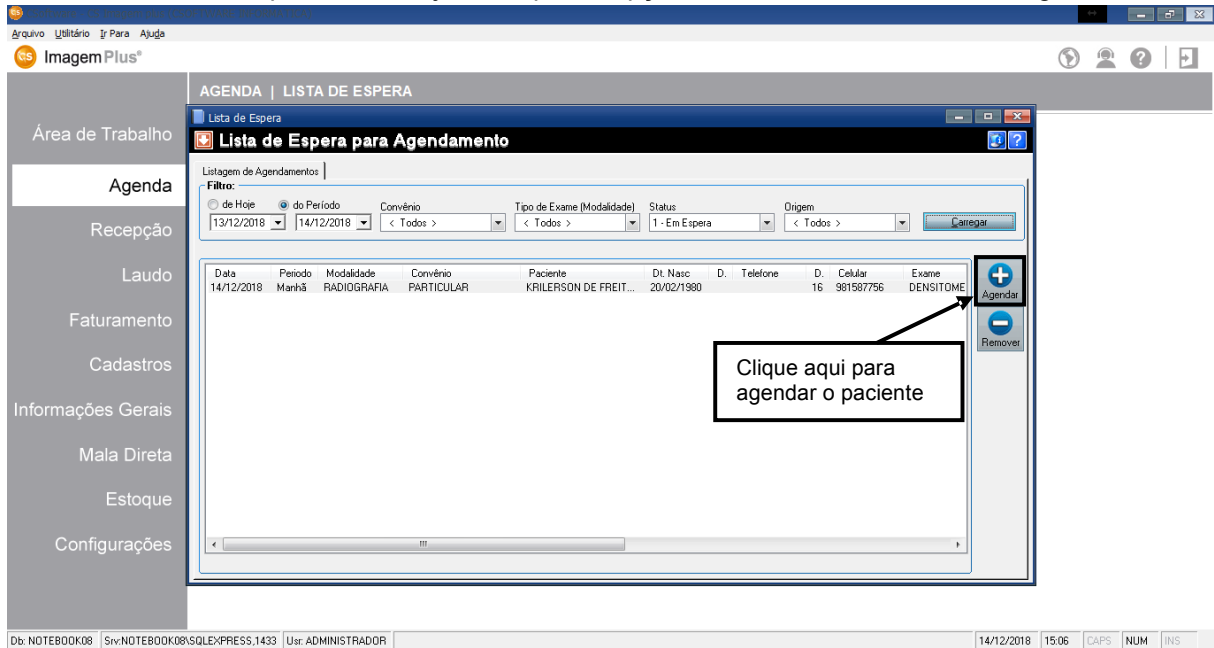 Arquivo Utilitário Ir Para Ajuda
cis ImagemPlus®
AGENDA | LISTA DE ESPERA
Área de Trabalho
Agenda
Recepção
Laudo
Faturamento
Cadastros
Informações Gerais
Mala Direta
Estoque
Configurações
Lista de Espera
Lista de Espera para Agendamento
Listagem de Agendamentos
Filtro:
de Hoje do Período Convênio Tipo de Exame (Modalidade) Status Origem
13/12/2018 14/12/2018 < Todos > < Todos > 1 - Em Espera < Todos > Carregar
Data Periodo Modalidade Convênio Paciente Dt. Nasc D. Telefone D. Celular Exame
14/12/2018 Manhã RADIOGRAFIA PARTICULAR KRILERSON DE FREIT... 20/02/1980 16 981587756 DENSITOME
Agendar
Remover
Clique aqui para
agendar o paciente
Db: NOTEBOOK08 Srv:NOTEBOOK08\SQLEXPRESS,1433 Usr: ADMINISTRADOR 14/12/2018 15:06 CAPS NUM INS